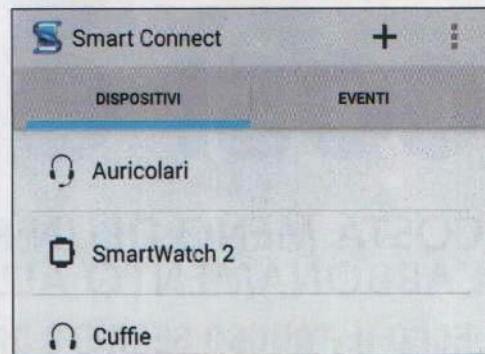 Smart Connect
DISPOSITIVI EVENTI
Auricolari
SmartWatch 2
Cuffie